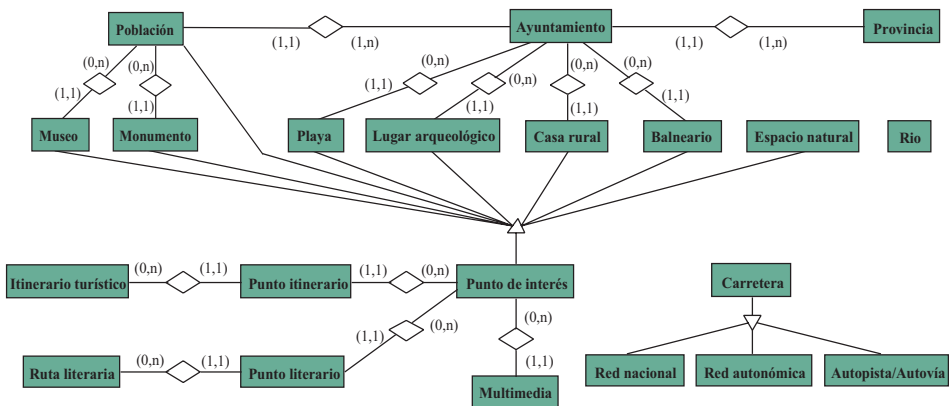 Población
Ayuntamiento
Provincia
(1,1)
(1,n)
(1,1)
(1,n)
(0,n)
(0,n)
(0,n)
(0,n)
(0,n)
(0,n)
(1,1)
(1,1)
(1,1)
(1,1)
(1,1)
(1,1)
Museo
Monumento
Playa
Lugar arqueológico
Casa rural
Balneario
Espacio natural
Rio
(0,n)
(1,1)
(1,1)
(0,n)
Itinerario turístico
Punto itinerario
Punto de interés
Carretera
(1,1)
(0,n)
(0,n)
(0,n)
(1,1)
(1,1)
Ruta literaria
Punto literario
Multimedia
Red nacional
Red autonómica
Autopista/Autovía